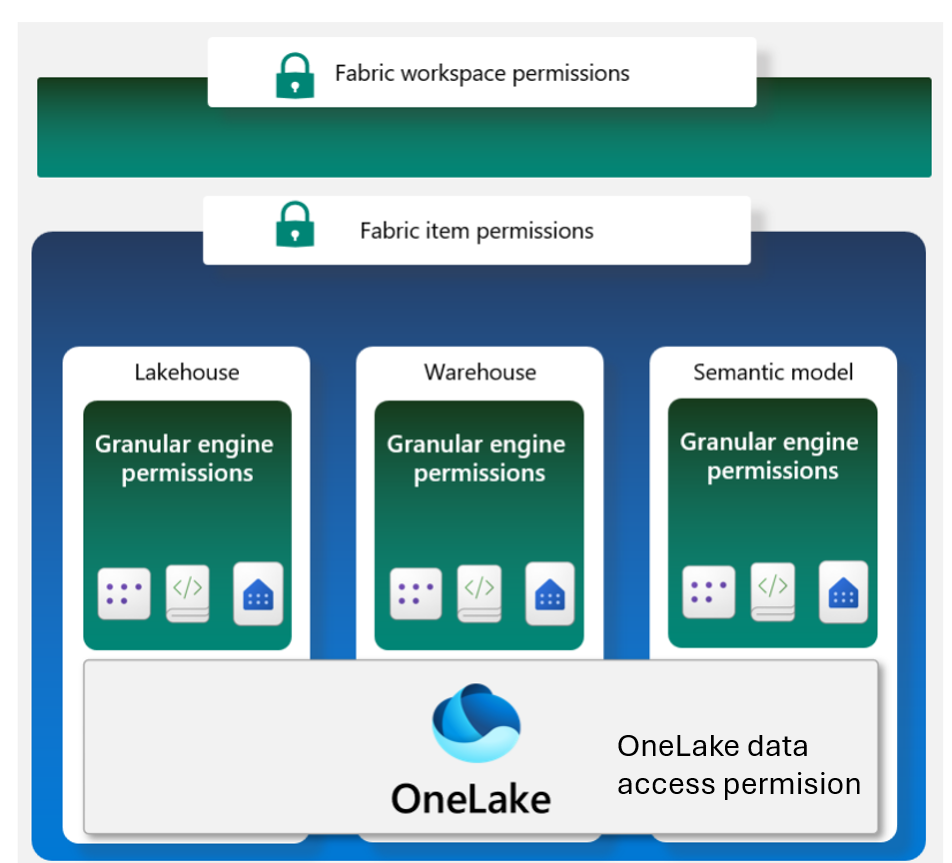 Fabric workspace permissions
Fabric item permissions
Lakehouse
Granular engine
permissions
</>
Warehouse
Granular engine
permissions
</>
Semantic model
Granular engine
permissions
</>
OneLake
OneLake data
access permision